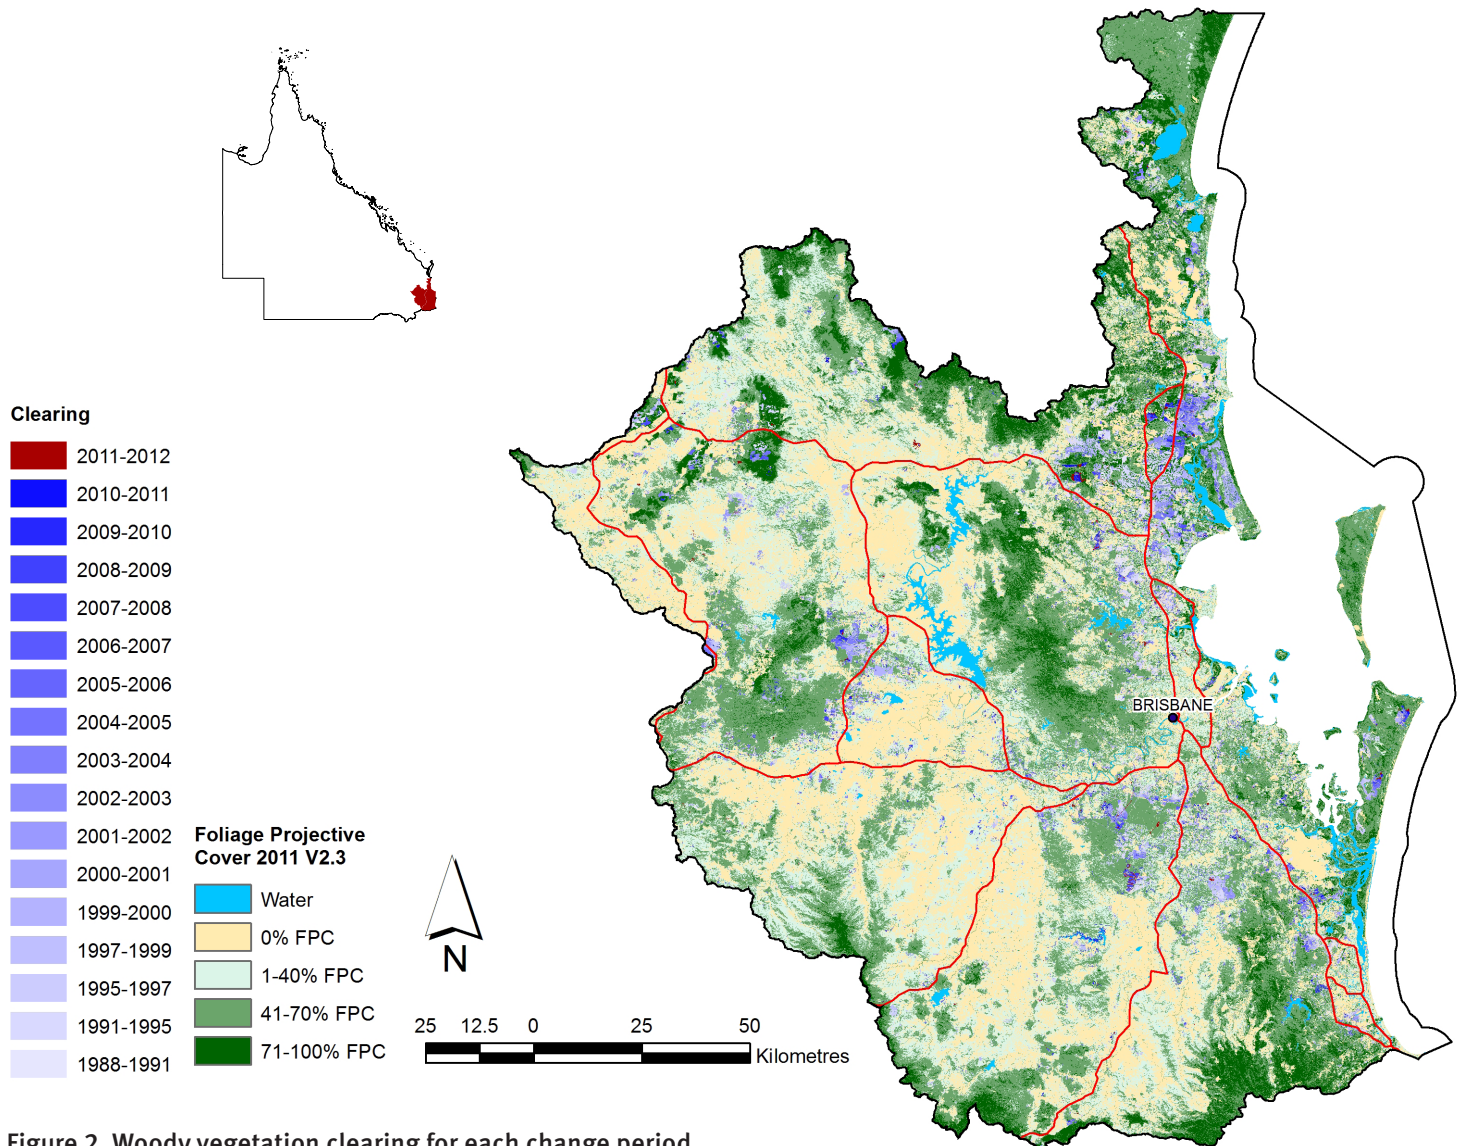 Clearing
2011-2012
2010-2011
2009-2010
2008-2009
2007-2008
2006-2007
2005-2006
2004-2005
2003-2004
2002-2003
2001-2002
2000-2001
1999-2000
1997-1999
1995-1997
1991-1995
1988-1991
Foliage Projective
Cover 2011 V2.3
Water
0% FPC
1-40% FPC
41-70% FPC
71-100% FPC
N
25 12.5 0 25 50
Kilometres
BRISBANE
Figure 2. Woody vegetation clearing for each change period